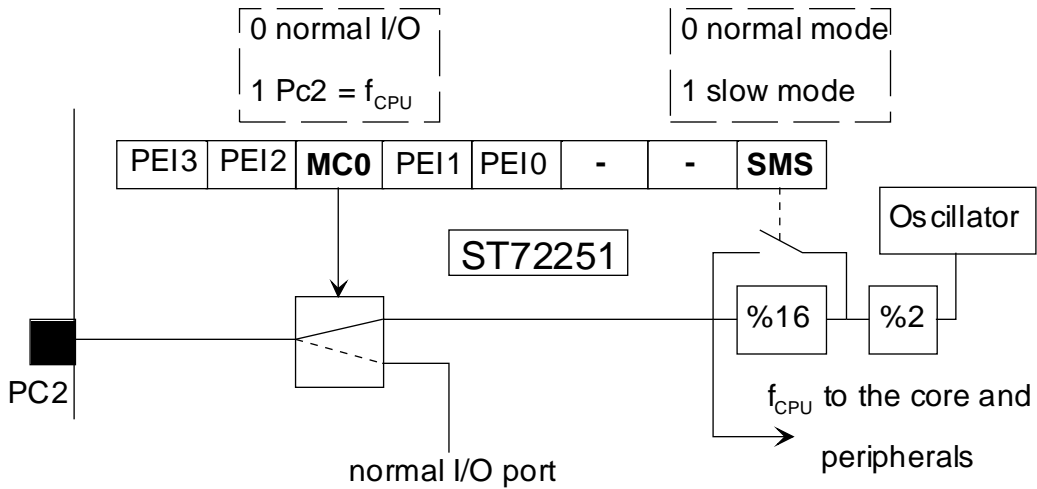 0 normal I/O
1 Pc2 = fCPU
0 normal mode
1 slow mode
PEI3 PEI2 MC0 PEI1 PEI0 - - SMS
Oscillator
ST72251
%16
%2
PC2
fCPU to the core and
peripherals
normal I/O port